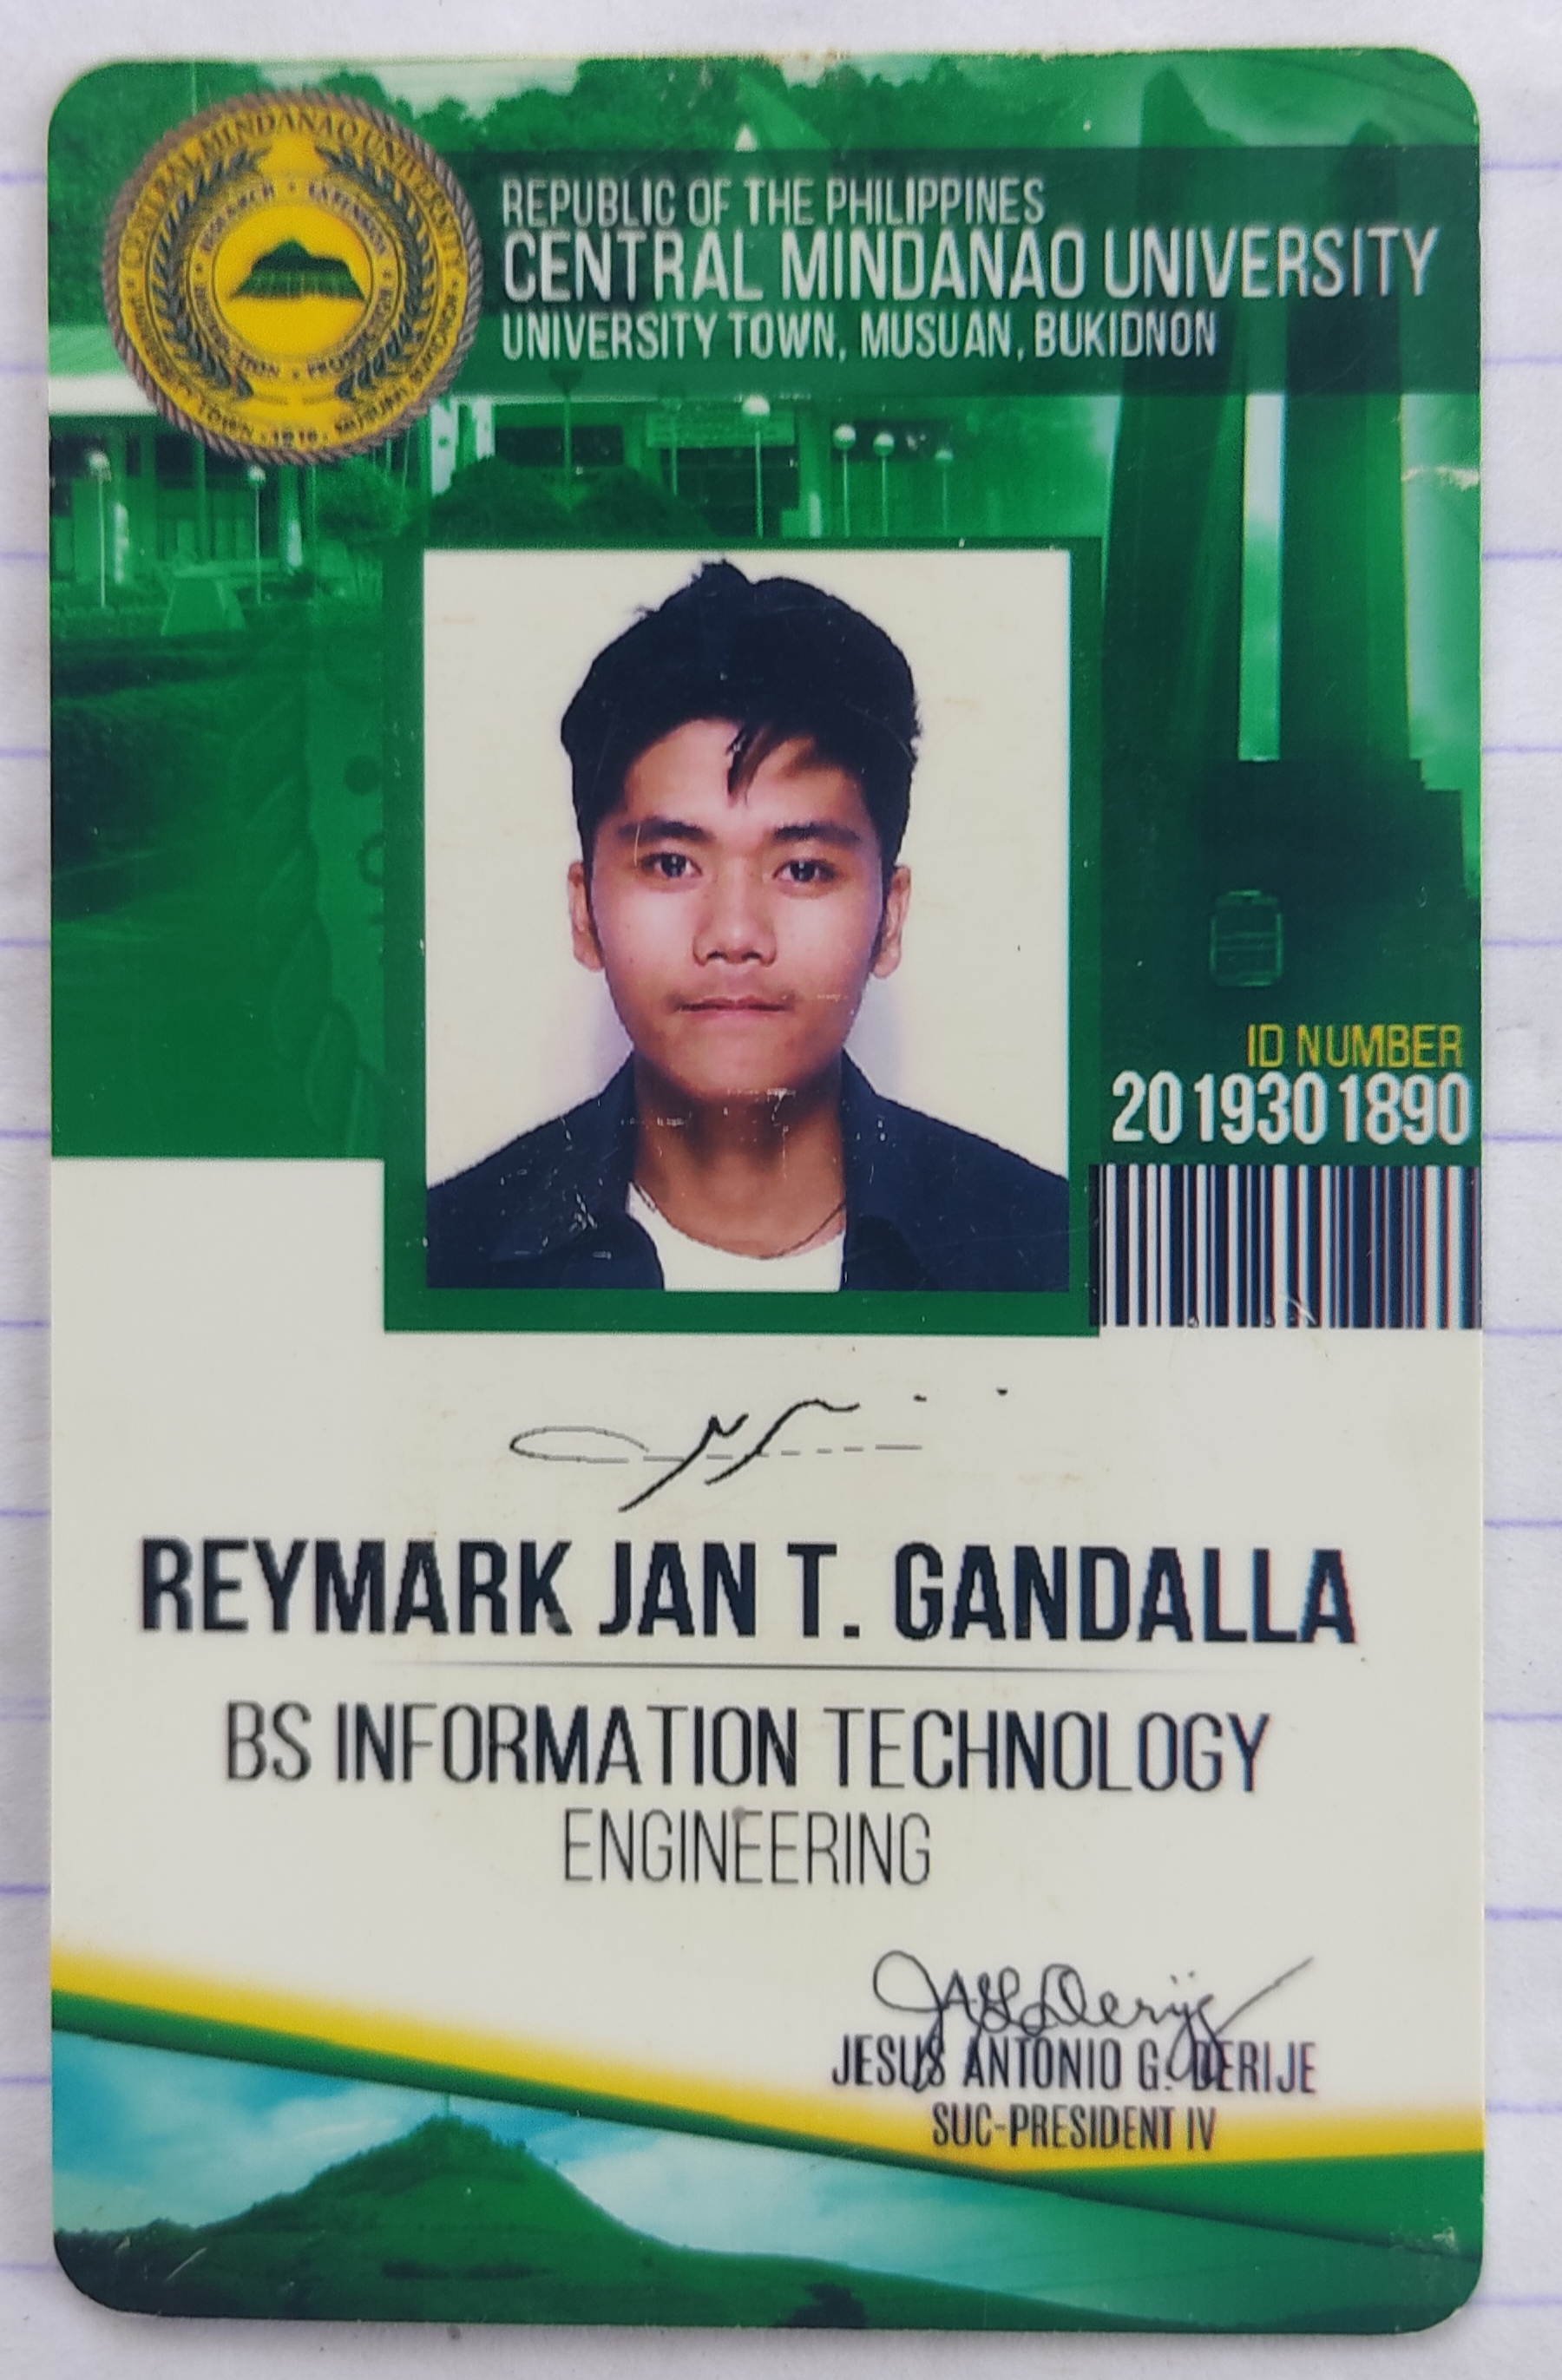 CENTRAL MINDANAO UNIVERSITY
UNIVERSITY TOWN · 1910 · MUSUAN, BUKIDNON
RESEARCH · EXTENSION
REPUBLIC OF THE PHILIPPINES
CENTRAL MINDANAO UNIVERSITY
UNIVERSITY TOWN, MUSUAN, BUKIDNON
ID NUMBER
2019301890
REYMARK JAN T. GANDALLA
BS INFORMATION TECHNOLOGY
ENGINEERING
JESUS ANTONIO G. DERIJE
SUC-PRESIDENT IV